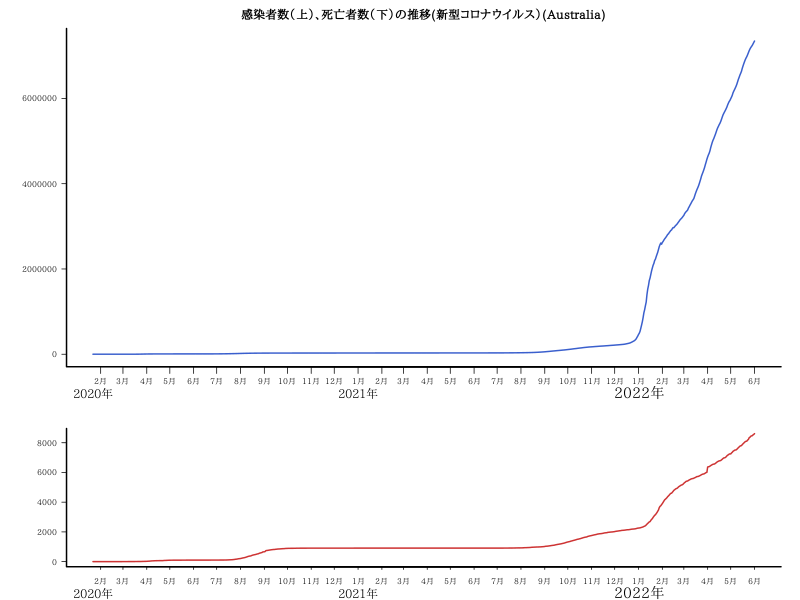 感染者数（上）、死亡者数（下）の推移(新型コロナウイルス）(Australia)
6000000
4000000
2000000
0
2月 3月 4月 5月 6月 7月 8月 9月 10月 11月 12月 1月 2月 3月 4月 5月 6月 7月 8月 9月 10月 11月 12月 1月 2月 3月 4月 5月 6月
2020年 2021年 2022年
8000
6000
4000
2000
0
2月 3月 4月 5月 6月 7月 8月 9月 10月 11月 12月 1月 2月 3月 4月 5月 6月 7月 8月 9月 10月 11月 12月 1月 2月 3月 4月 5月 6月
2020年 2021年 2022年